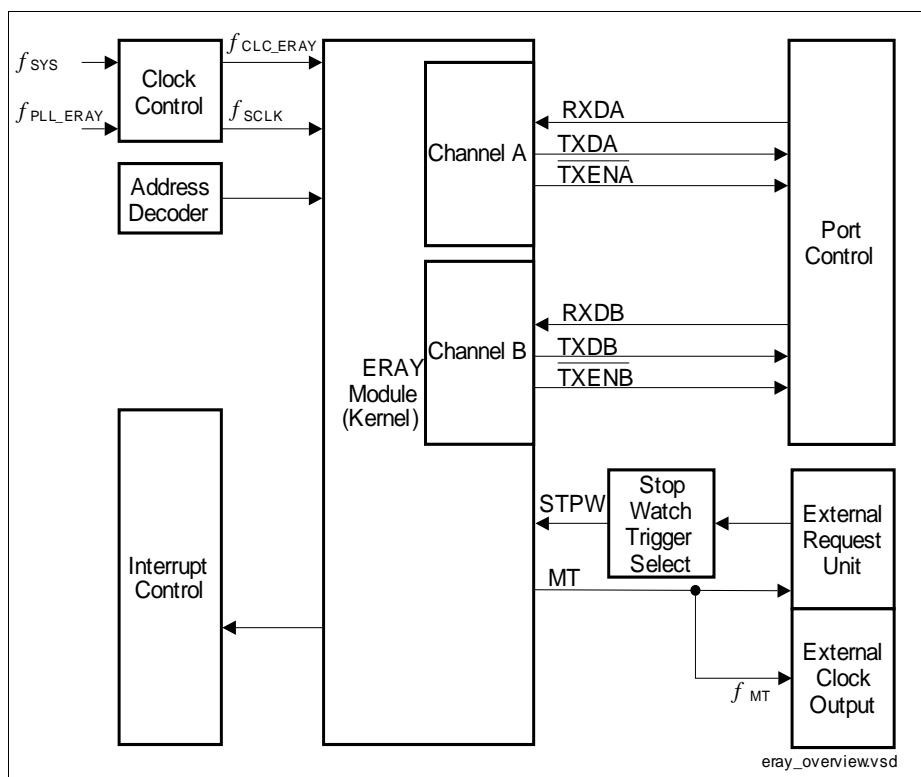 fSYS
fPLL_ERAY
Clock
Control
fCLC_ERAY
fSCLK
Address
Decoder
Interrupt
Control
ERAY
Module
(Kernel)
Channel A
RXDA
TXDA
TXENA
Channel B
RXDB
TXDB
TXENB
Port
Control
STPW
Stop
Watch
Trigger
Select
External
Request
Unit
MT
fMT
External
Clock
Output
eray_overview.vsd